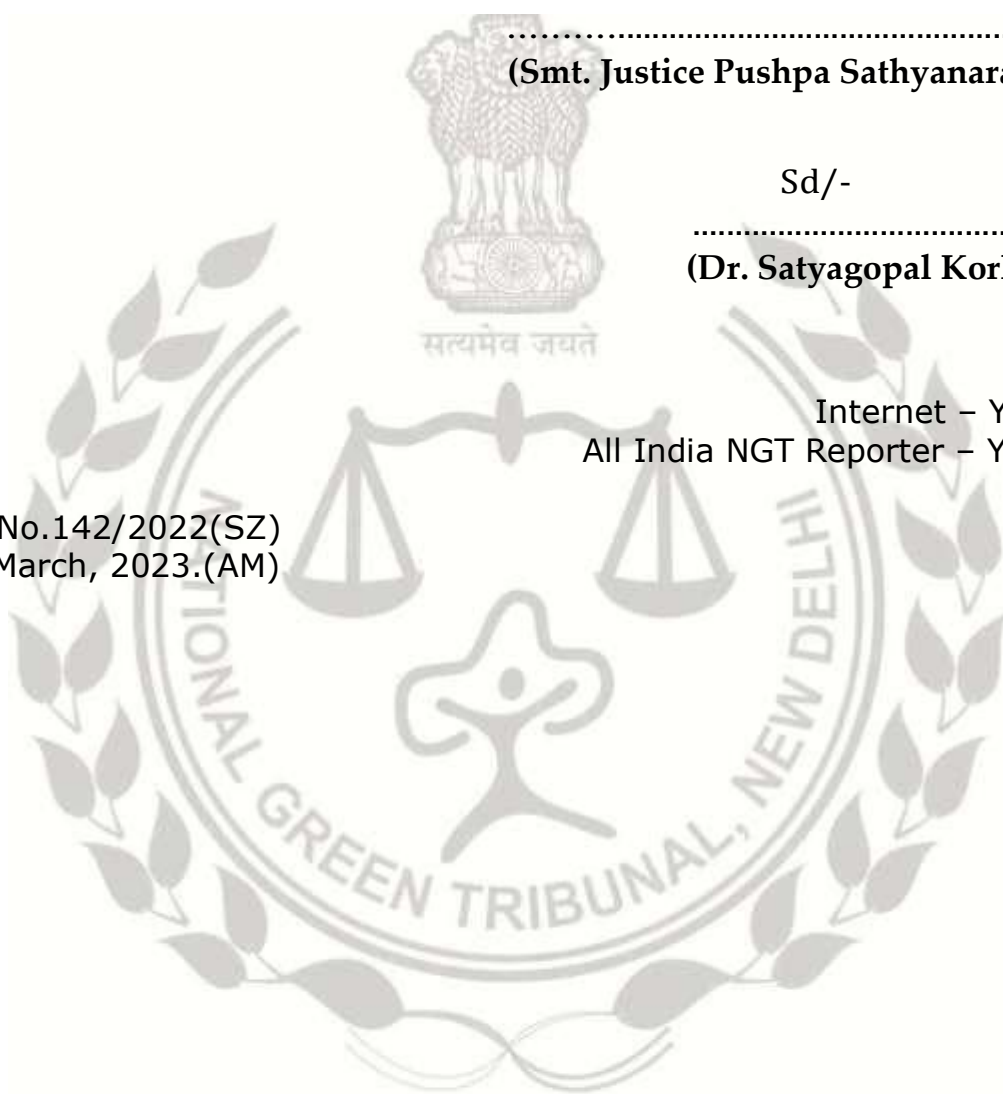 ................................................
(Smt. Justice Pushpa Sathyanara
Sd/-
....................................
(Dr. Satyagopal Kor
सत्यमेव जयते
Internet – Y
All India NGT Reporter – Y
No.142/2022(SZ)
March, 2023.(AM)
NATIONAL GREEN TRIBUNAL, NEW DELHI